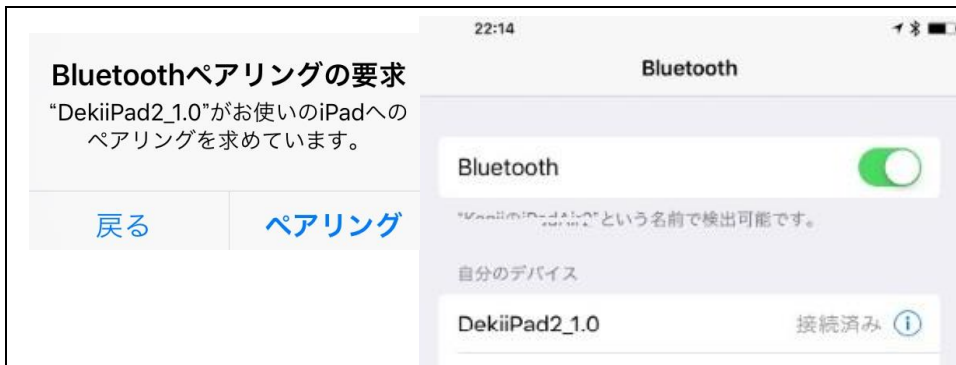 Bluetoothペアリングの要求
“DekiiPad2_1.0”がお使いのiPadへの
ペアリングを求めています。
戻る
ペアリング
22:14
Bluetooth
Bluetooth
という名前で検出可能です。
自分のデバイス
DekiiPad2_1.0
接続済み